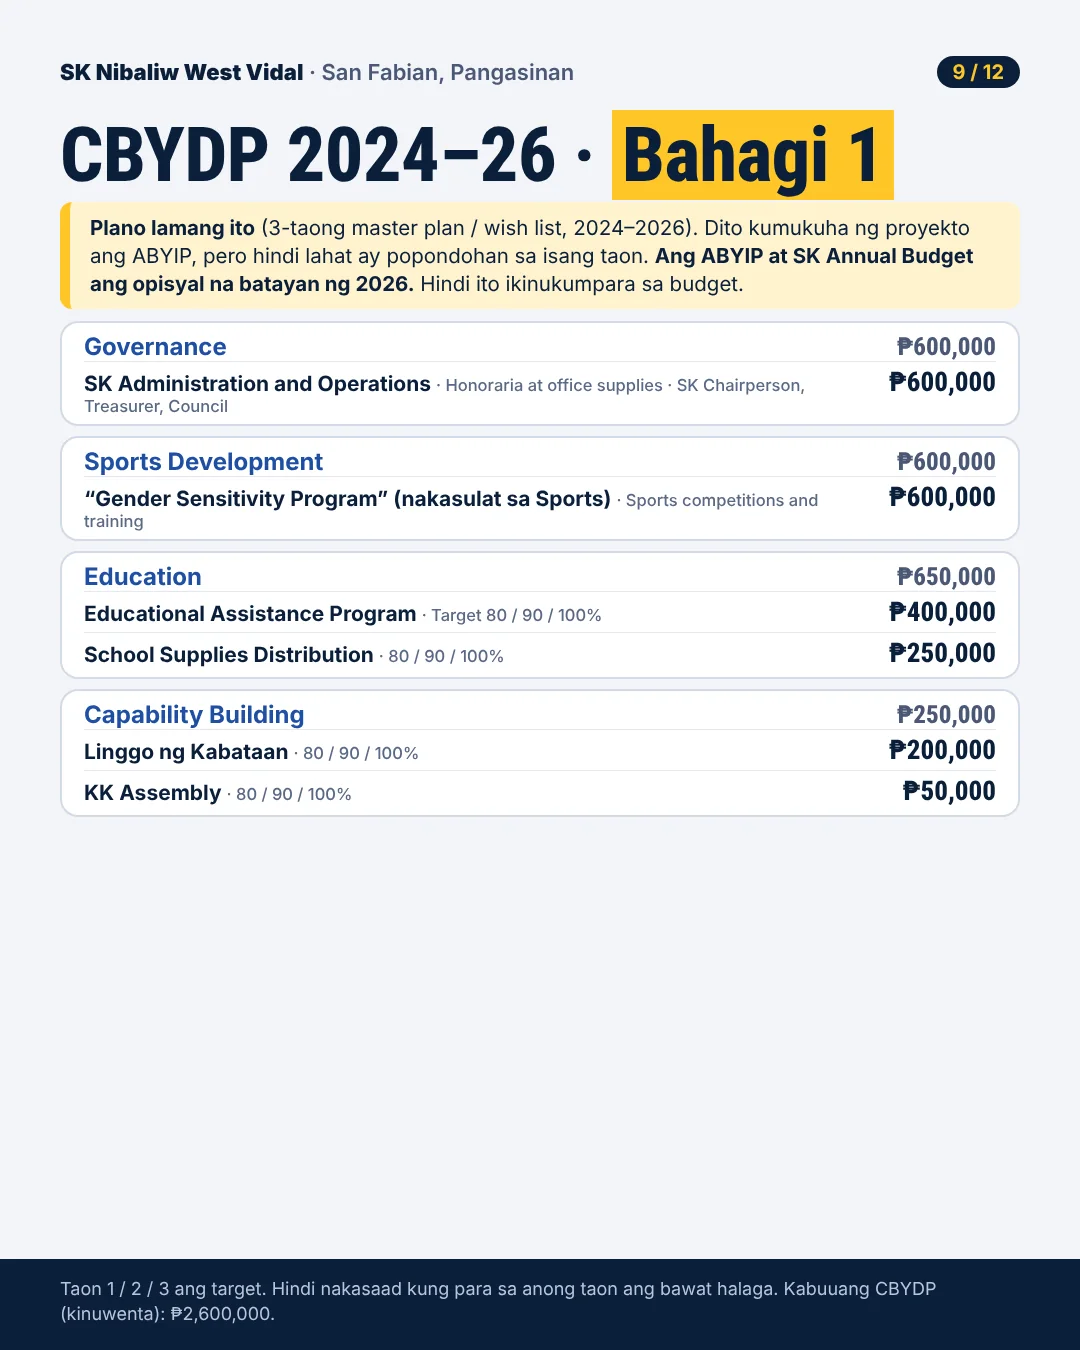 SK Nibaliw West Vidal · San Fabian, Pangasinan
9 / 12
CBYDP 2024–26 · Bahagi 1
Plano lamang ito (3-taong master plan / wish list, 2024–2026). Dito kumukuha ng proyekto
ang ABYIP, pero hindi lahat ay popondohan sa isang taon. Ang ABYIP at SK Annual Budget
ang opisyal na batayan ng 2026. Hindi ito ikinukumpara sa budget.
Governance ₱600,000
SK Administration and Operations · Honoraria at office supplies · SK Chairperson, ₱600,000
Treasurer, Council
Sports Development ₱600,000
“Gender Sensitivity Program” (nakasulat sa Sports) · Sports competitions and ₱600,000
training
Education ₱650,000
Educational Assistance Program · Target 80 / 90 / 100% ₱400,000
School Supplies Distribution · 80 / 90 / 100% ₱250,000
Capability Building ₱250,000
Linggo ng Kabataan · 80 / 90 / 100% ₱200,000
KK Assembly · 80 / 90 / 100% ₱50,000
Taon 1 / 2 / 3 ang target. Hindi nakasaad kung para sa anong taon ang bawat halaga. Kabuuang CBYDP
(kinuwenta): ₱2,600,000.